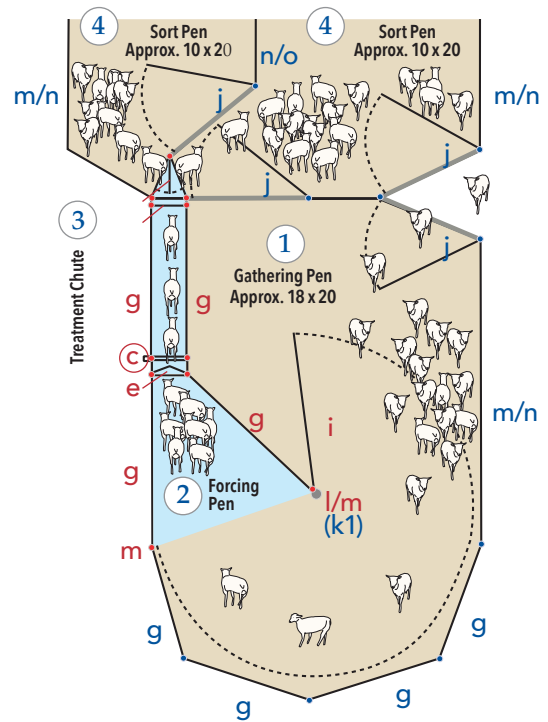 4
Sort Pen
Approx. 10 x 20
4
Sort Pen
Approx. 10 x 20
n/o
m/n
j
m/n
j
j
3
Treatment Chute
1
Gathering Pen
Approx. 18 x 20
j
g
g
c
e
i
g
m/n
g
2
Forcing
Pen
l/m
(k1)
m
g
g
g
g